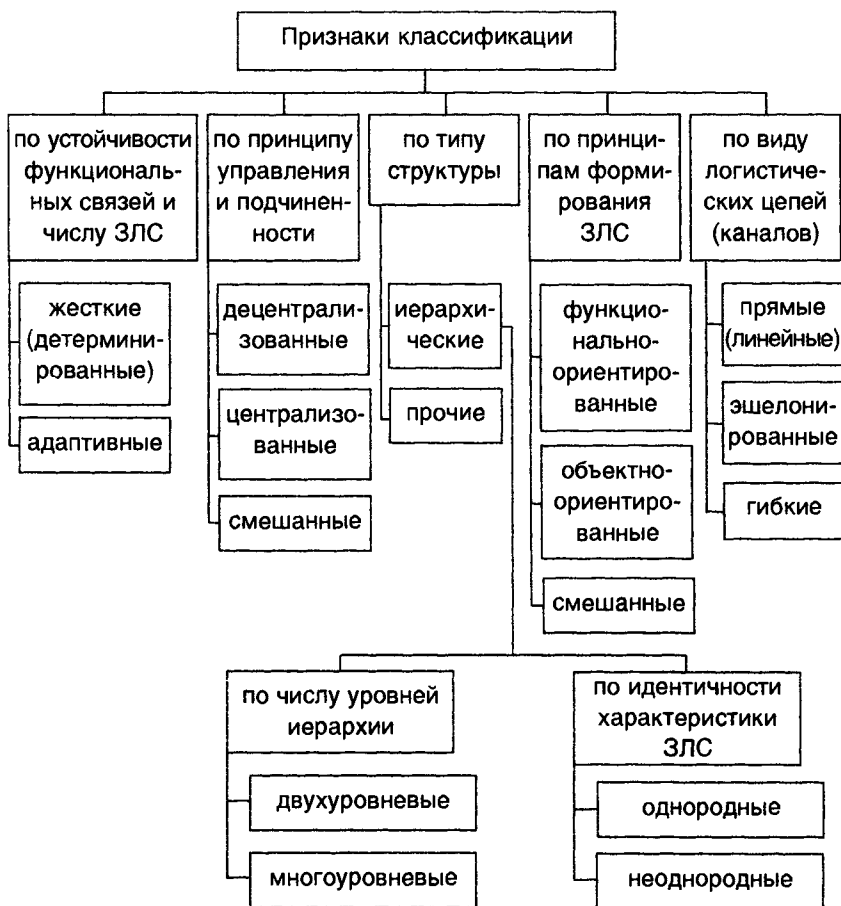 Признаки классификации
по устойчивости
функциональ-
ных связей и
числу ЗЛС
жесткие
(детермини-
рованные)
адаптивные
по принципу
управления
и подчинен-
ности
децентрали-
зованные
централизо-
ванные
смешанные
по типу
структуры
иерархи-
ческие
прочие
по принци-
пам форми-
рования
ЗЛС
функцио-
нально-
ориентиро-
ванные
объектно-
ориентиро-
ванные
смешанные
по виду
логистиче-
ских цепей
(каналов)
прямые
(линейные)
эшелони-
рованные
гибкие
по числу уровней
иерархии
двухуровневые
многоуровневые
по идентичности
характеристики
ЗЛС
однородные
неоднородные